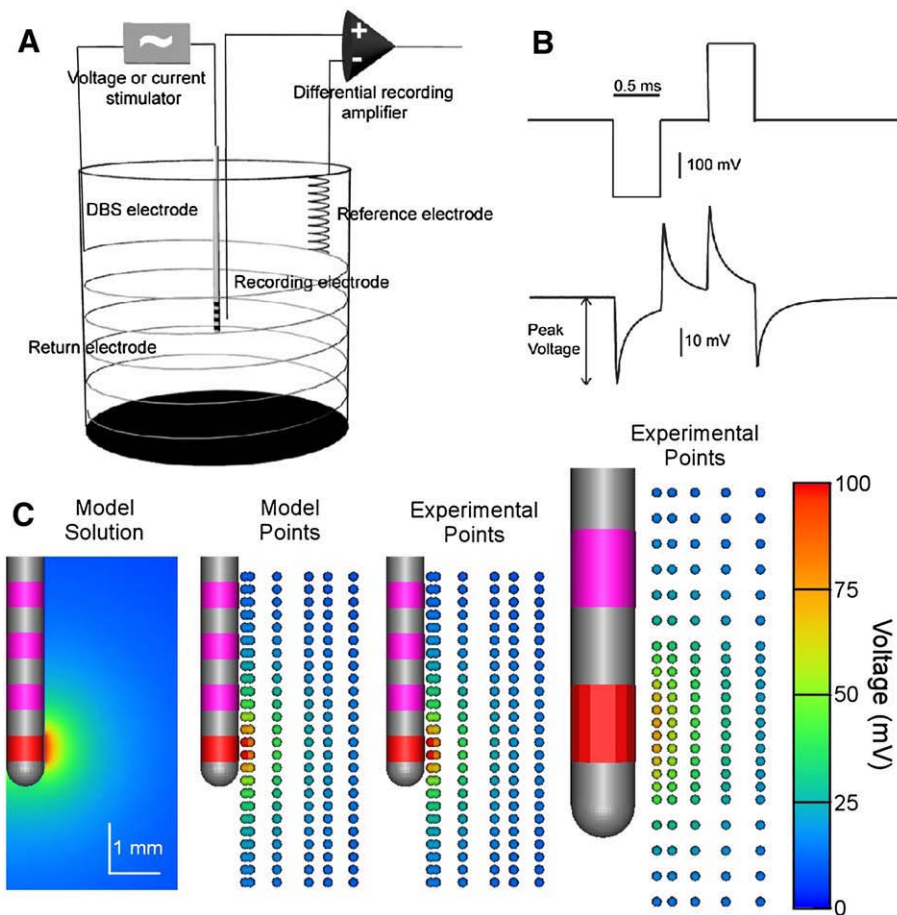 A
~
Voltage or current
stimulator
+
-
Differential recording
amplifier
DBS electrode
Reference electrode
Recording electrode
Return electrode
B
0.5 ms
100 mV
Peak
Voltage
10 mV
C
Model
Solution
1 mm
Model
Points
Experimental
Points
Experimental
Points
100
75
50
25
0
Voltage (mV)